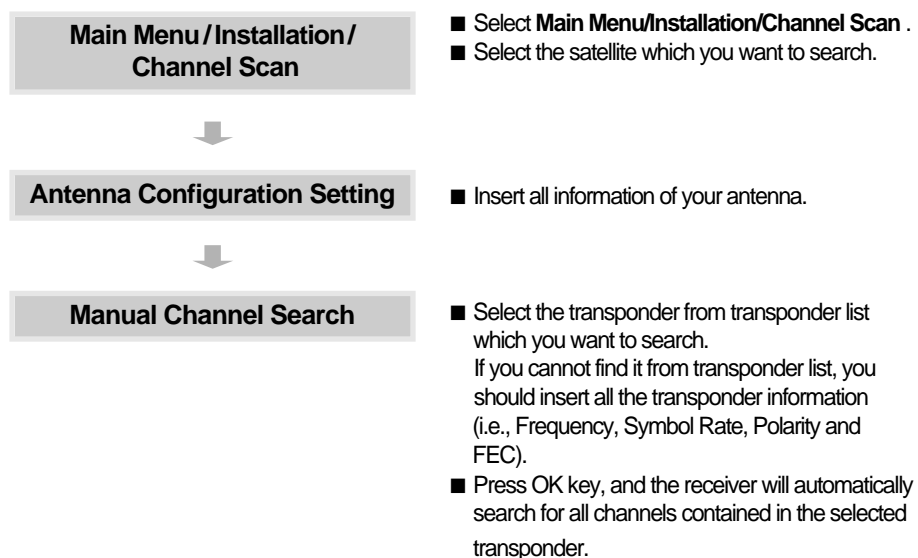 Main Menu/Installation/
Channel Scan
■ Select Main Menu/Installation/Channel Scan .
■ Select the satellite which you want to search.
Antenna Configuration Setting
■ Insert all information of your antenna.
Manual Channel Search
■ Select the transponder from transponder list
which you want to search.
If you cannot find it from transponder list, you
should insert all the transponder information
(i.e., Frequency, Symbol Rate, Polarity and
FEC).
■ Press OK key, and the receiver will automatically
search for all channels contained in the selected
transponder.